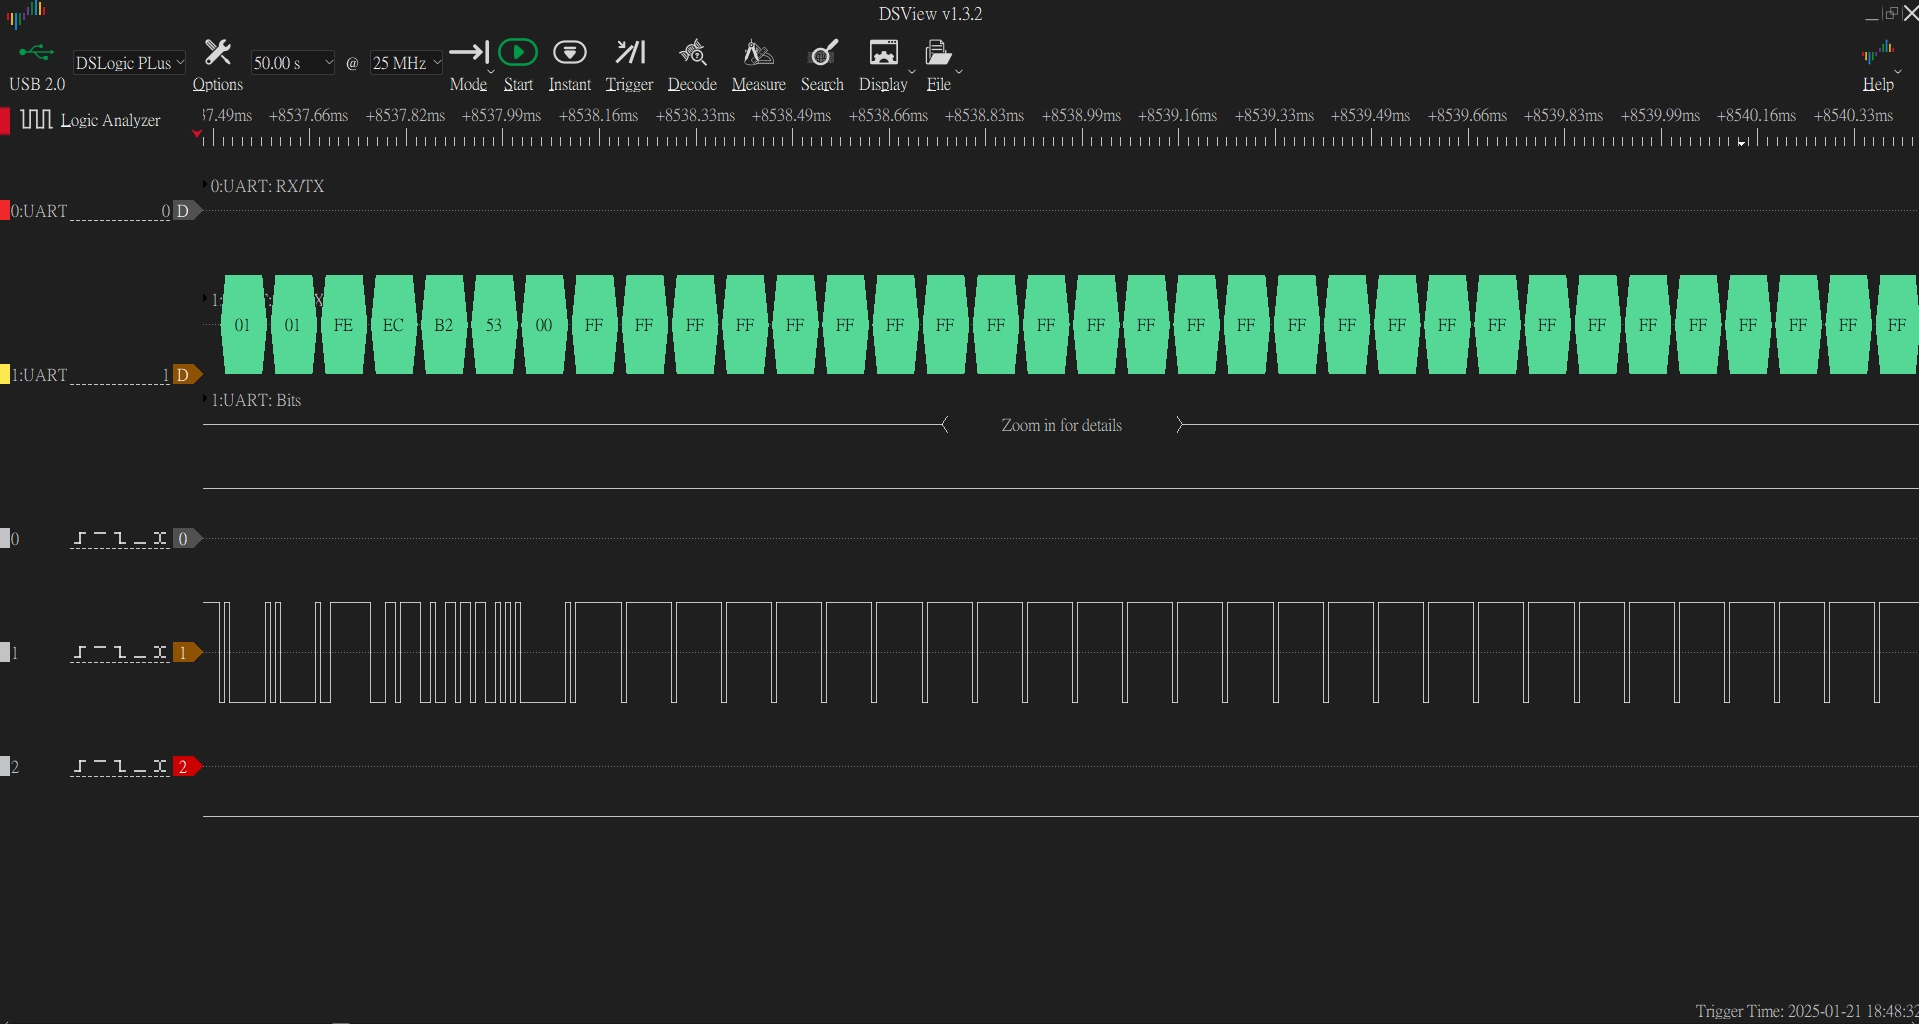 DSView v1.3.2
USB 2.0
DSLogic PLus
Options
50.00 s
@
25 MHz
Mode
Start
Instant
Trigger
Decode
Measure
Search
Display
File
Help
Logic Analyzer
37.49ms +8537.66ms +8537.82ms +8537.99ms +8538.16ms +8538.33ms +8538.49ms +8538.66ms +8538.83ms +8538.99ms +8539.16ms +8539.33ms +8539.49ms +8539.66ms +8539.83ms +8539.99ms +8540.16ms +8540.33ms
0:UART: RX/TX
0:UART 0 D
01 01 FE EC B2 53 00 FF FF FF FF FF FF FF FF FF FF FF FF FF FF FF FF FF FF FF FF FF FF FF FF FF FF FF
1:UART 1 D
1:UART: Bits
Zoom in for details
0 0
1 1
2 2
Trigger Time: 2025-01-21 18:48:32